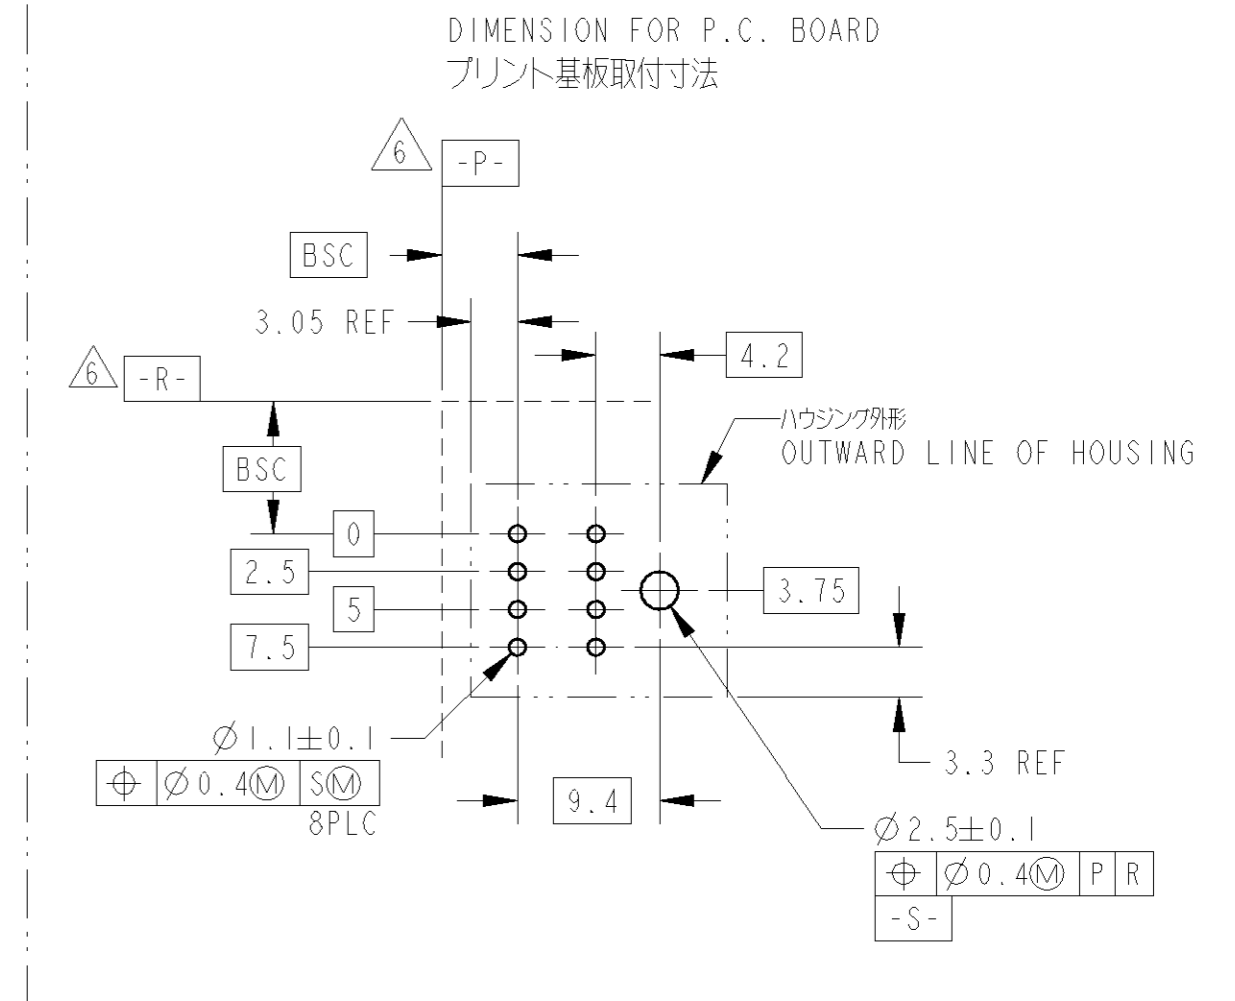 DIMENSION FOR P.C. BOARD
プリント基板取付寸法
6
-P-
BSC
3.05 REF
4.2
6
-R-
ハウジング外形
OUTWARD LINE OF HOUSING
BSC
0
2.5
3.75
5
7.5
Ø1.1±0.1
⌖ Ø0.4Ⓜ SⓂ
8PLC
3.3 REF
9.4
Ø2.5±0.1
⌖ Ø0.4Ⓜ P R
-S-